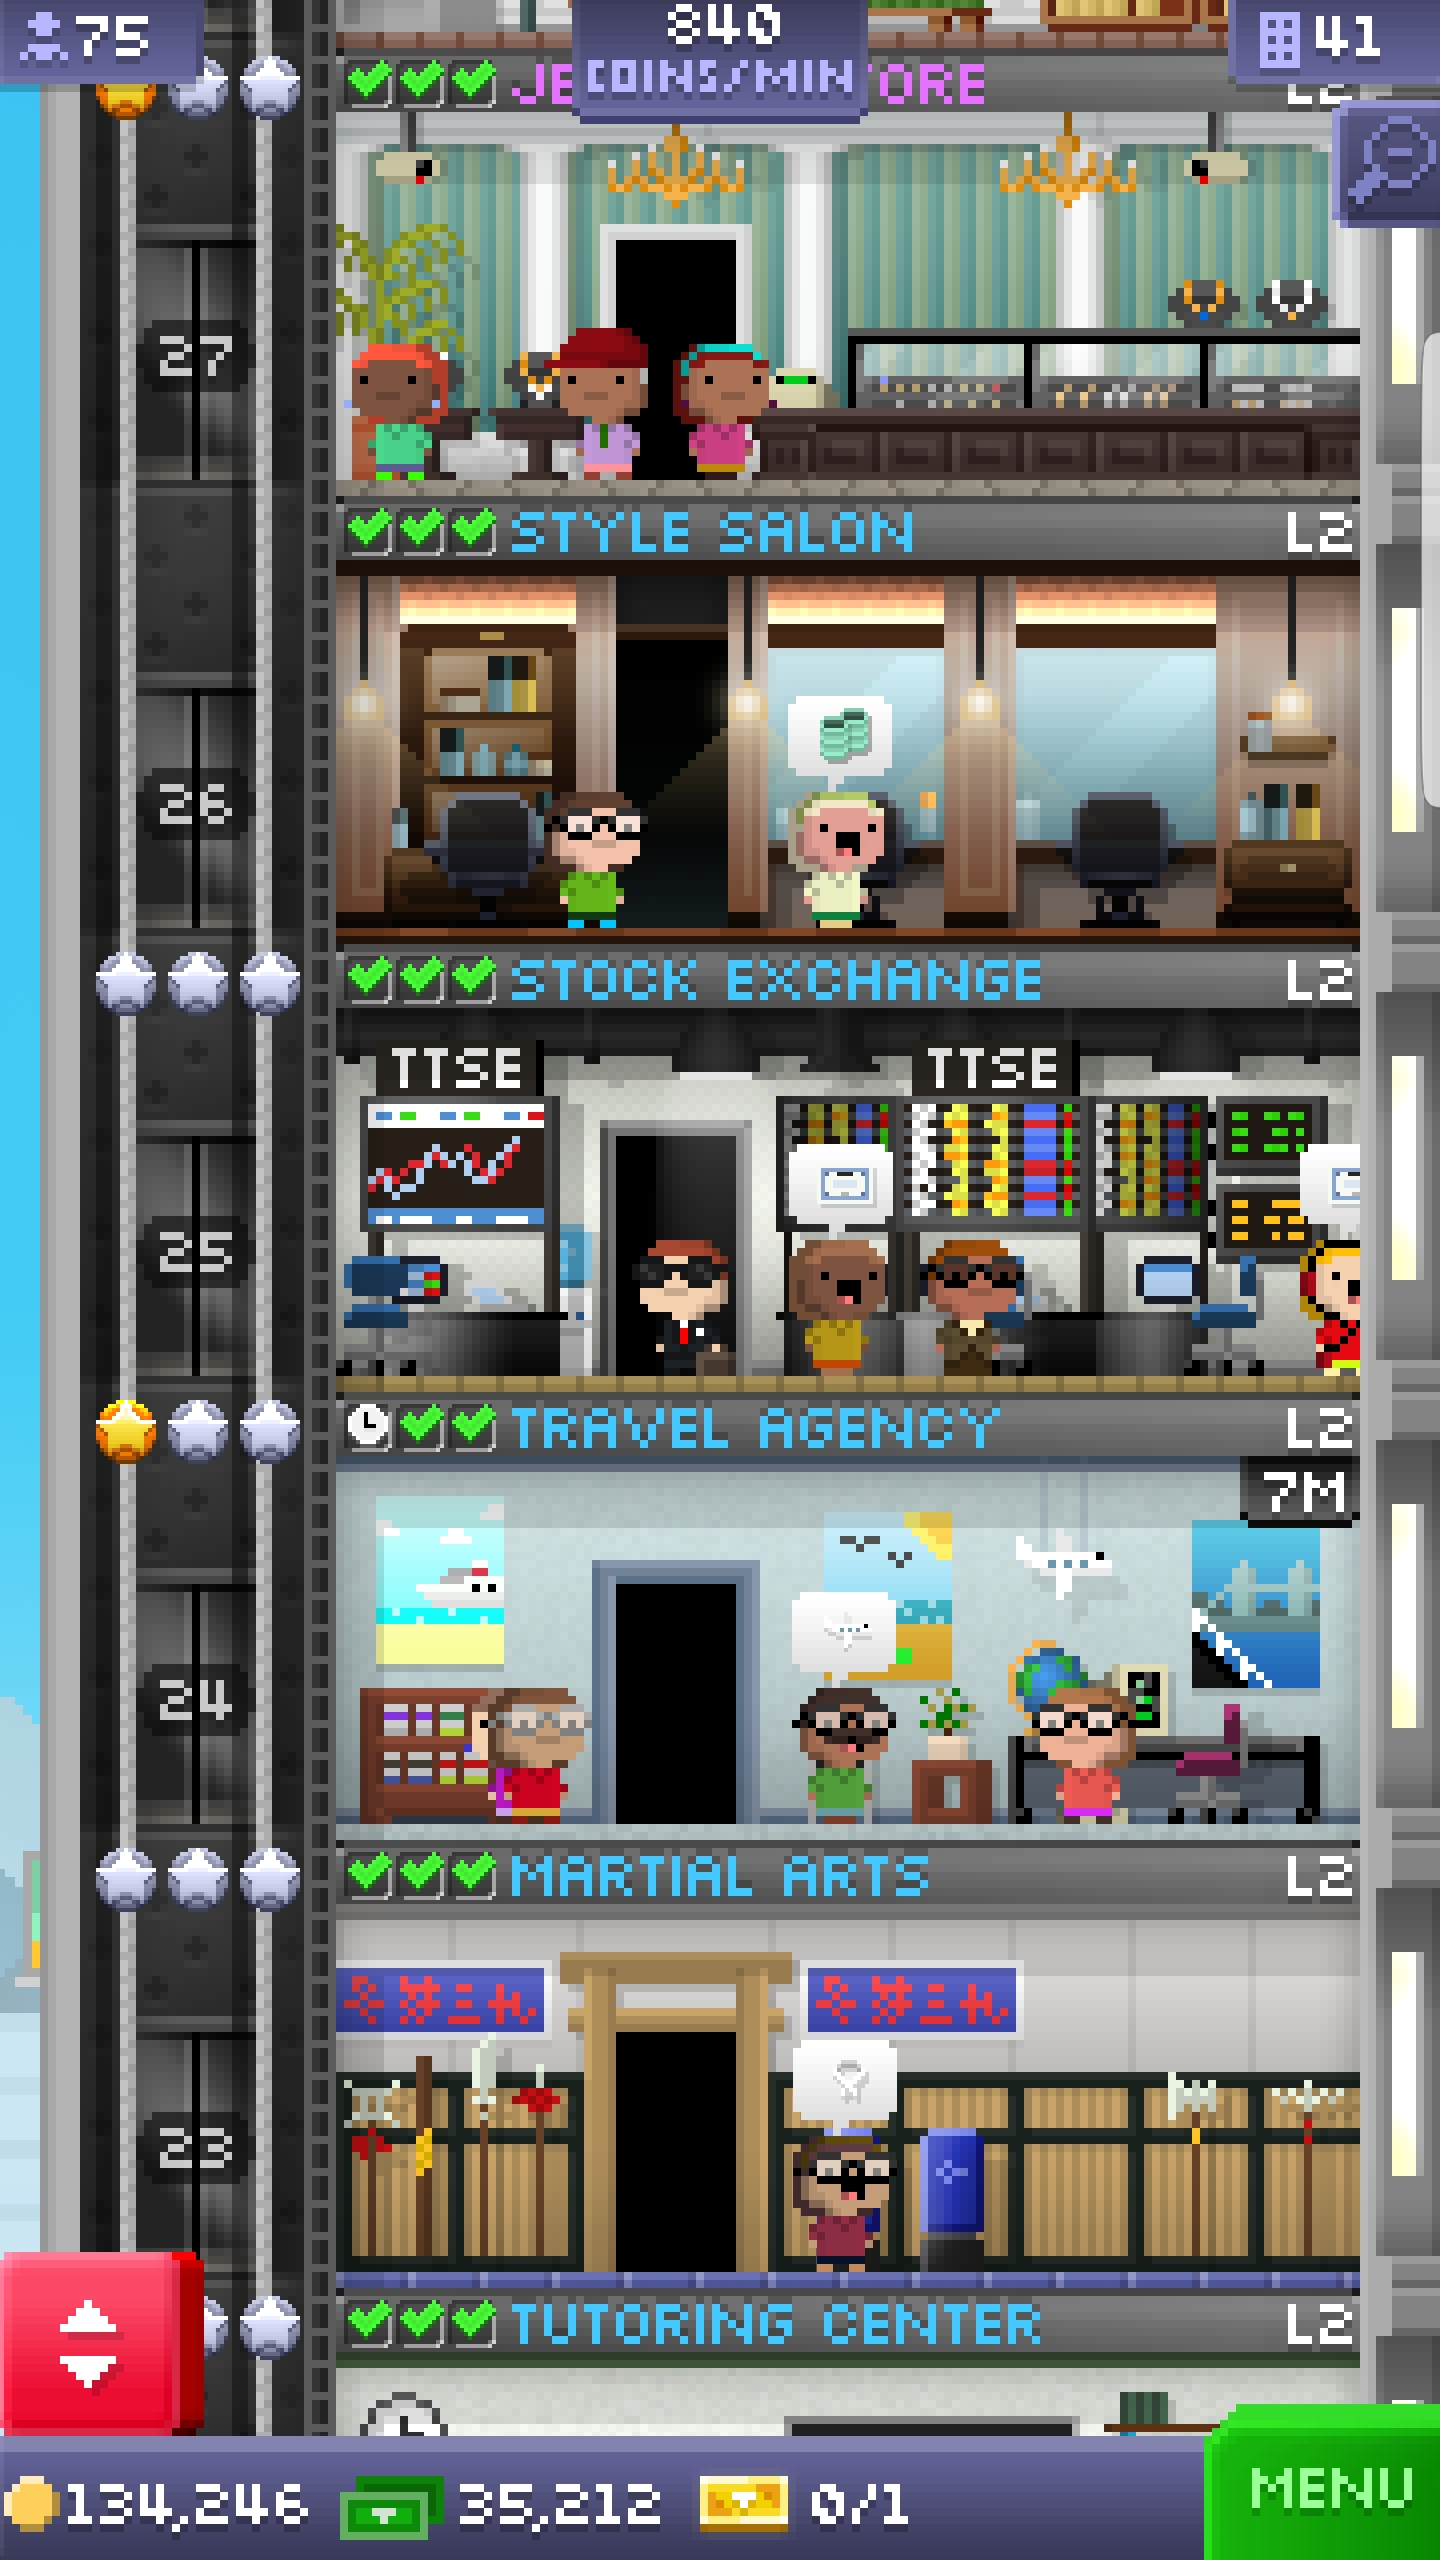 75
840
COINS/MIN
41
JE
ORE
L2
27
STYLE SALON L2
26
STOCK EXCHANGE L2
TTSE
TTSE
25
TRAVEL AGENCY L2
7M
24
MARTIAL ARTS L2
23
TUTORING CENTER L2
134,246
35,212
0/1
MENU